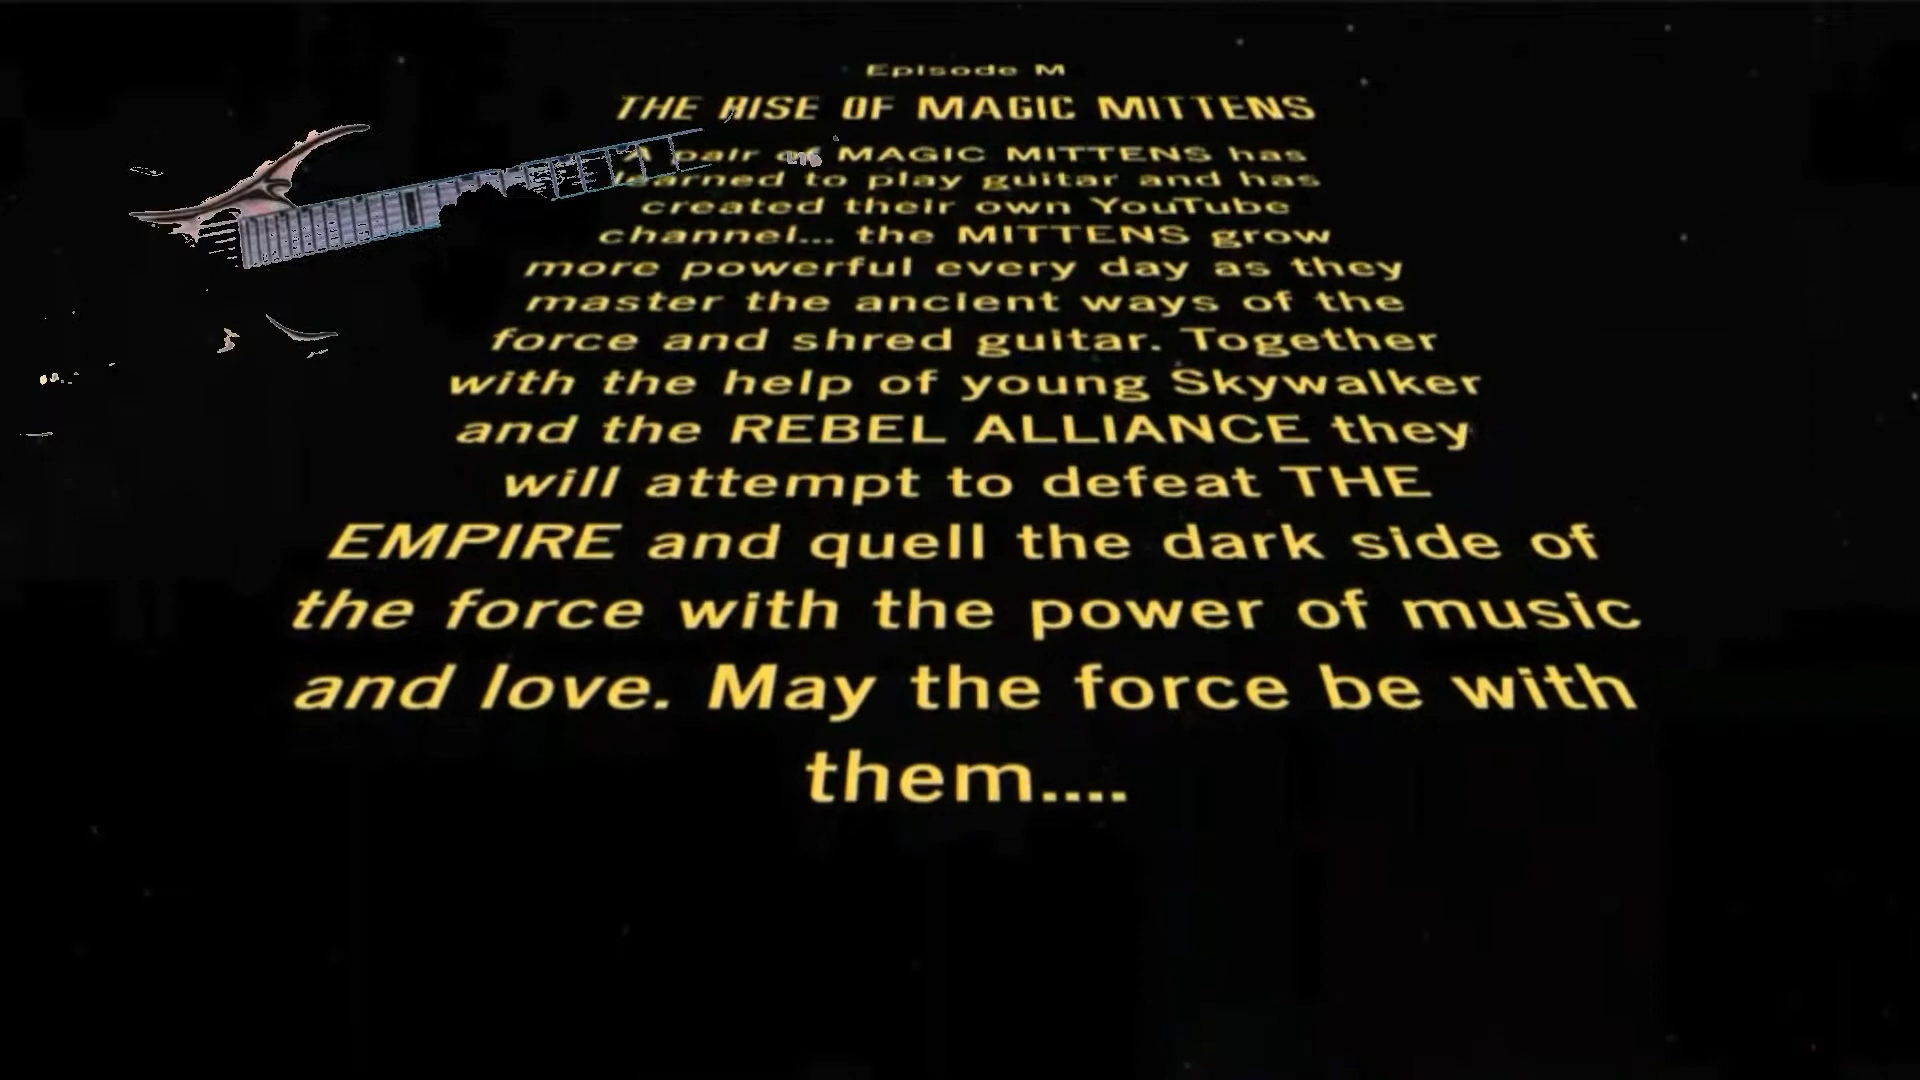 Episode M
THE RISE OF MAGIC MITTENS
A pair of MAGIC MITTENS has
learned to play guitar and has
created their own YouTube
channel... the MITTENS grow
more powerful every day as they
master the ancient ways of the
force and shred guitar. Together
with the help of young Skywalker
and the REBEL ALLIANCE they
will attempt to defeat THE
EMPIRE and quell the dark side of
the force with the power of music
and love. May the force be with
them....